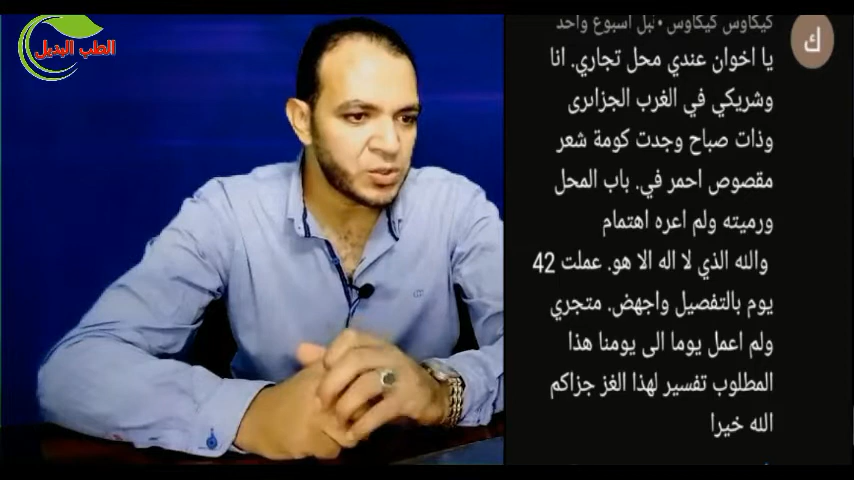 الطب البديل
كيكاوس كيكاوس • قبل أسبوع واحد
ك
يا اخوان عندي محل تجاري. انا
وشريكي في الغرب الجزائرى
وذات صباح وجدت كومة شعر
مقصوص احمر في. باب المحل
ورميته ولم اعره اهتمام
والله الذي لا اله الا هو. عملت 42
يوم بالتفصيل واجهض. متجري
ولم اعمل يوما الى يومنا هذا
المطلوب تفسير لهذا الغز جزاكم
الله خيرا